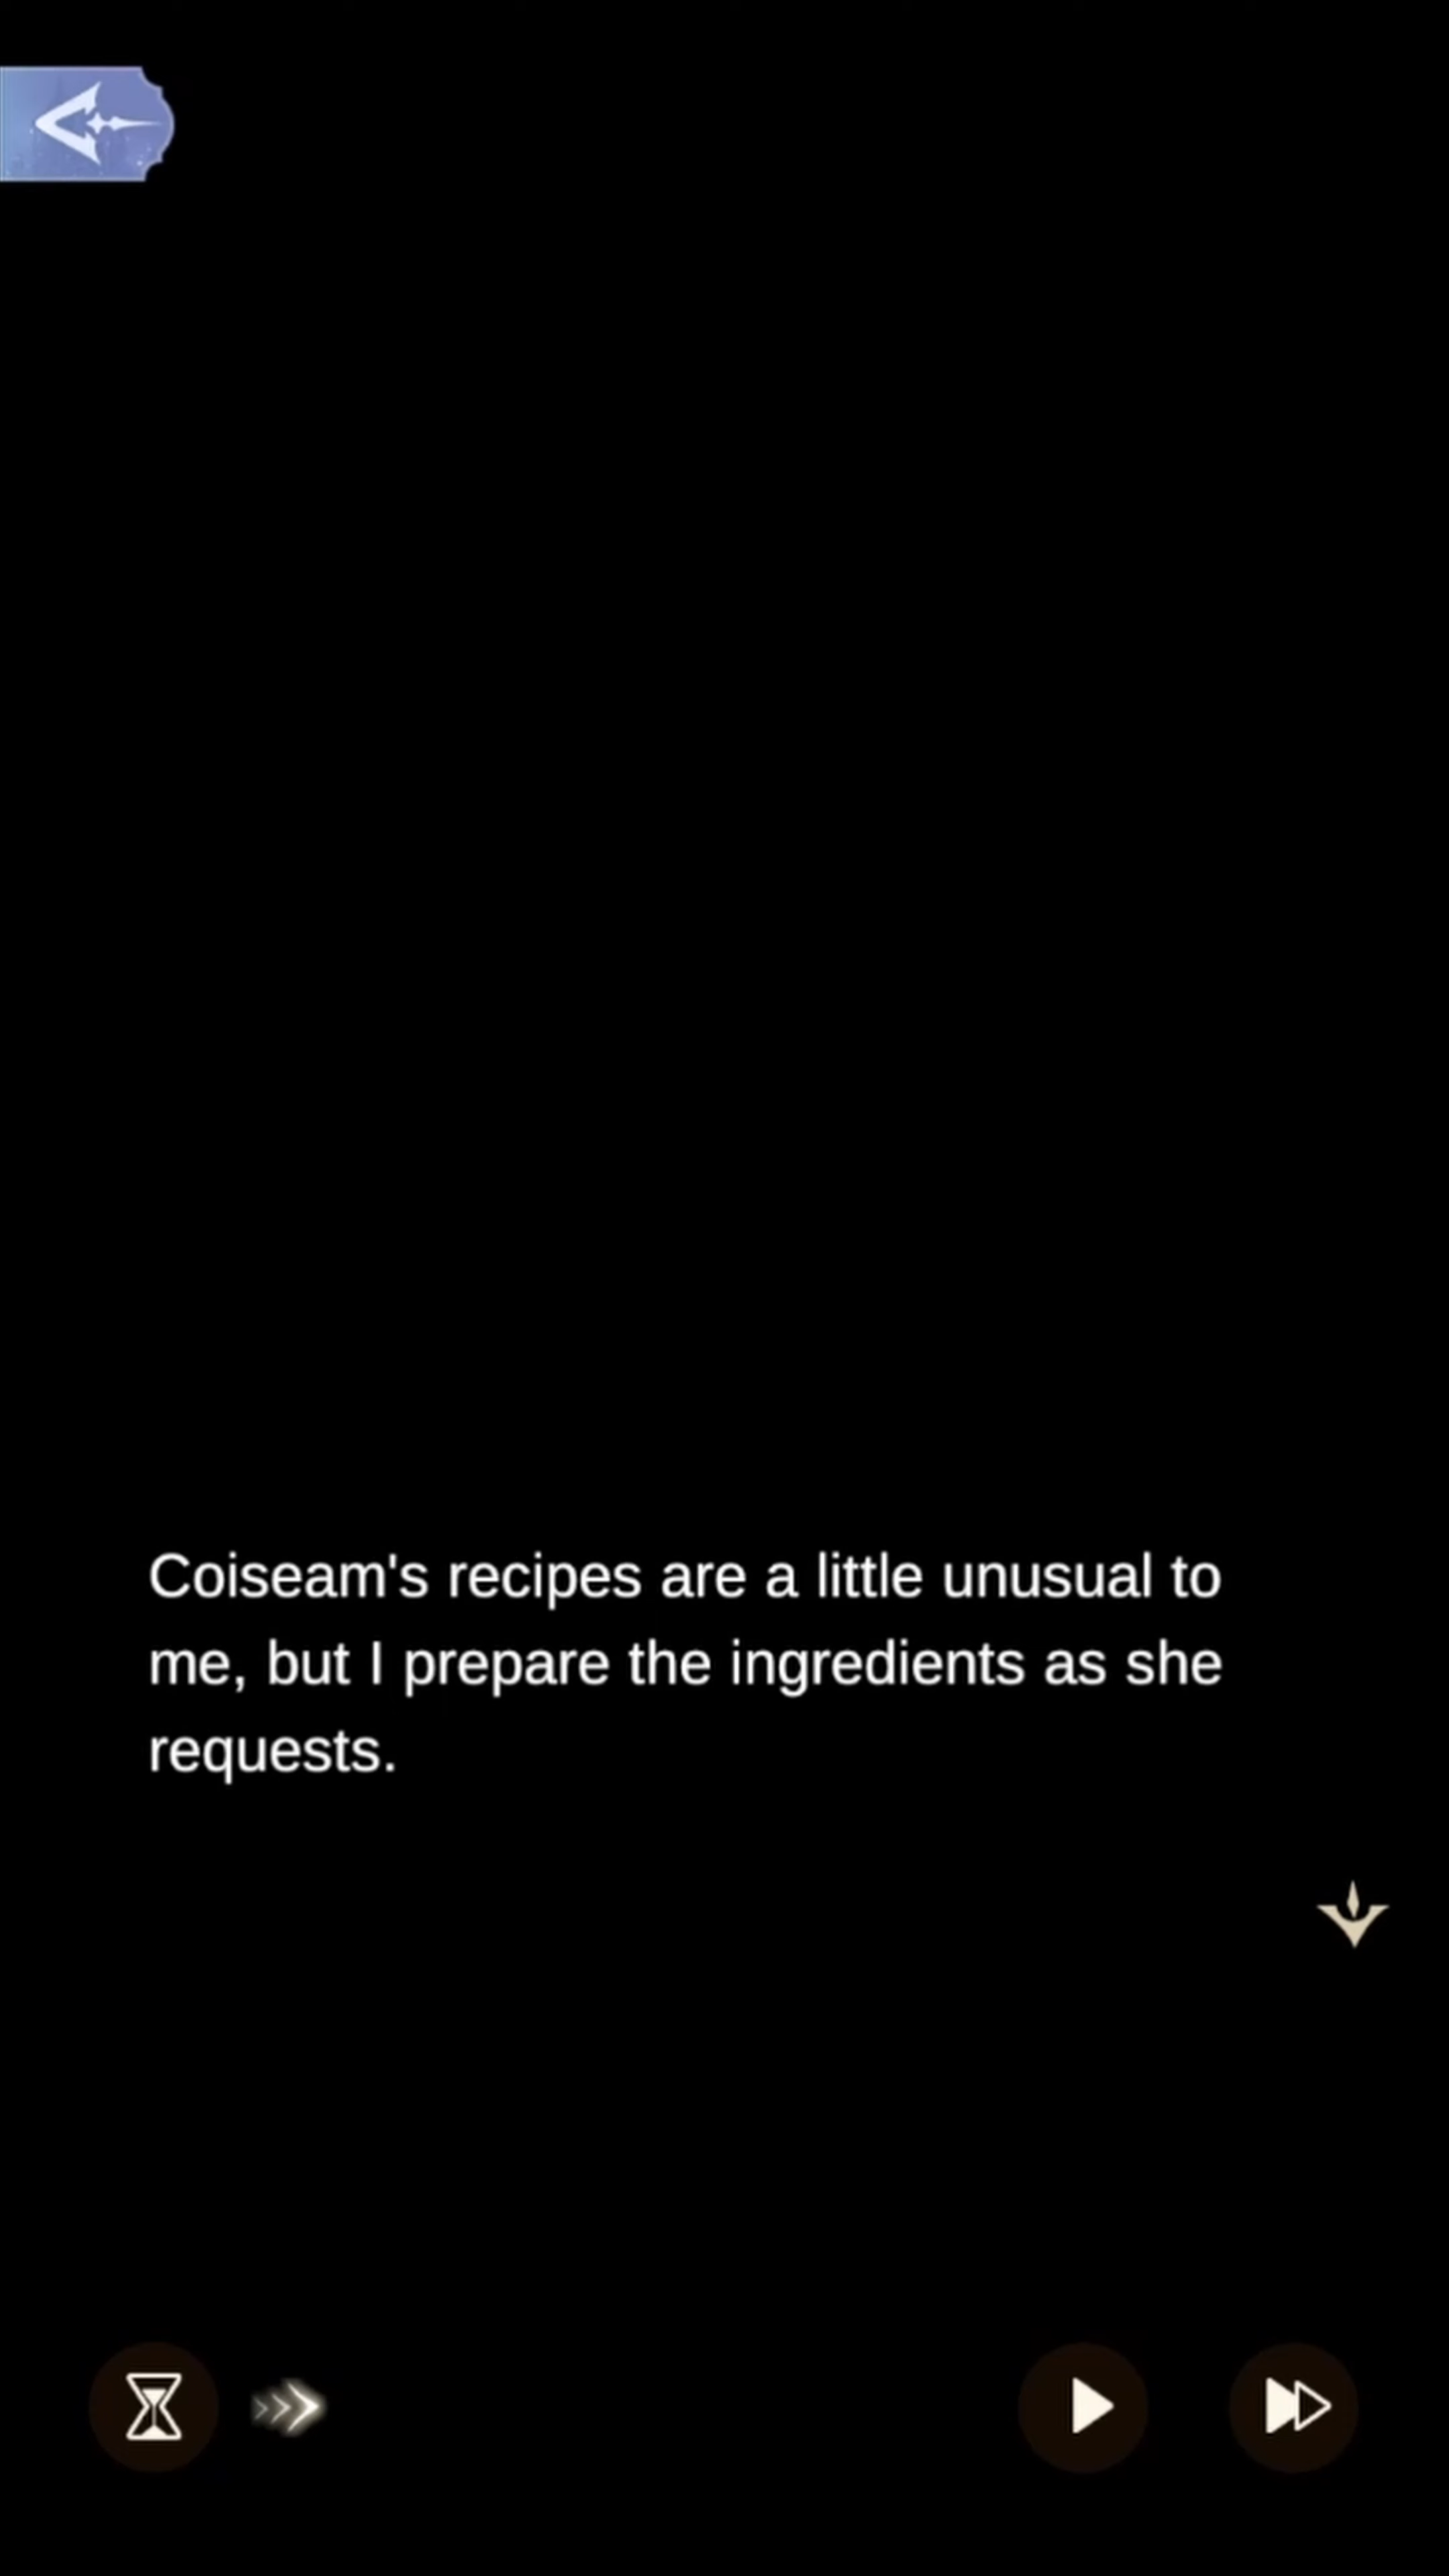 Coiseam's recipes are a little unusual to
me, but I prepare the ingredients as she
requests.